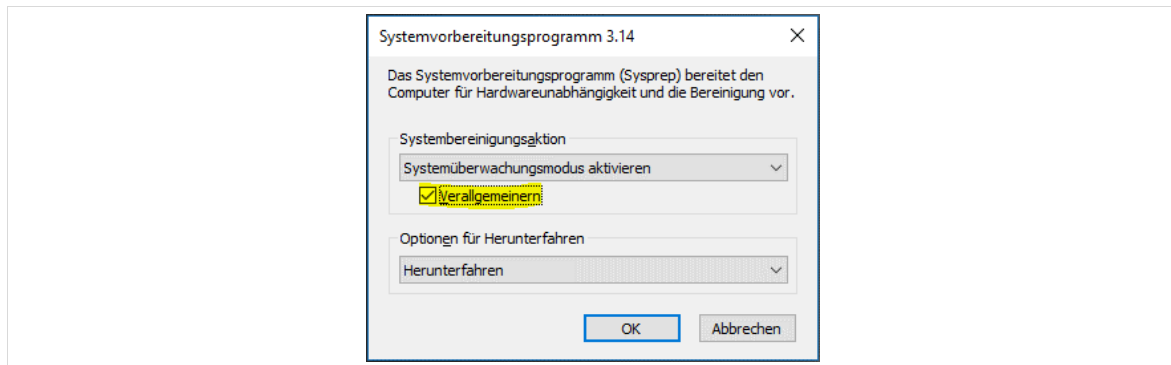 Systemvorbereitungsprogramm 3.14
Das Systemvorbereitungsprogramm (Sysprep) bereitet den
Computer für Hardwareunabhängigkeit und die Bereinigung vor.
Systembereinigungsaktion
Systemüberwachungsmodus aktivieren
Verallgemeinern
Optionen für Herunterfahren
Herunterfahren
OK Abbrechen